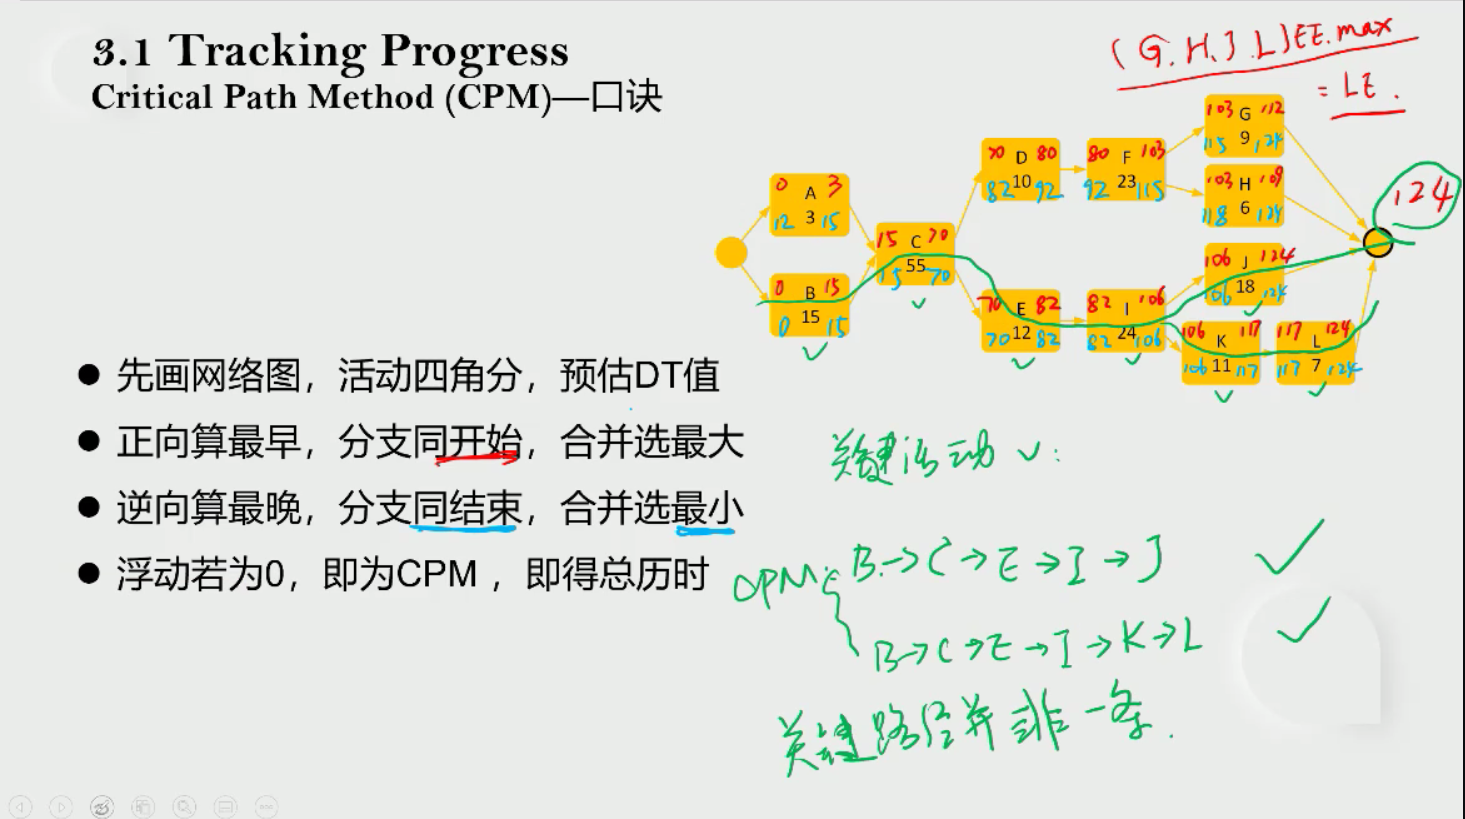 3.1 Tracking Progress
Critical Path Method (CPM)—口诀
(G.H.J.L)EE.max
= LE.
103 G 112
115 9 124
70 D 80
82 10 92
80 F 103
92 23 115
103 H 109
118 6 124
124
0 A 3
12 3 15
15 C 70
55
15 70
106 J 124
106 18 124
0 B 15
0 15 15
70 E 82
70 12 82
82 I 106
82 24 106
106 K 117
106 11 117
117 L 124
117 7 124
● 先画网络图，活动四角分，预估DT值
● 正向算最早，分支同开始，合并选最大
● 逆向算最晚，分支同结束，合并选最小
● 浮动若为0，即为CPM ，即得总历时
关键活动 ✓:
CPM: B→C→E→I→J ✓
B→C→E→I→K→L ✓
关键路径并非一条.